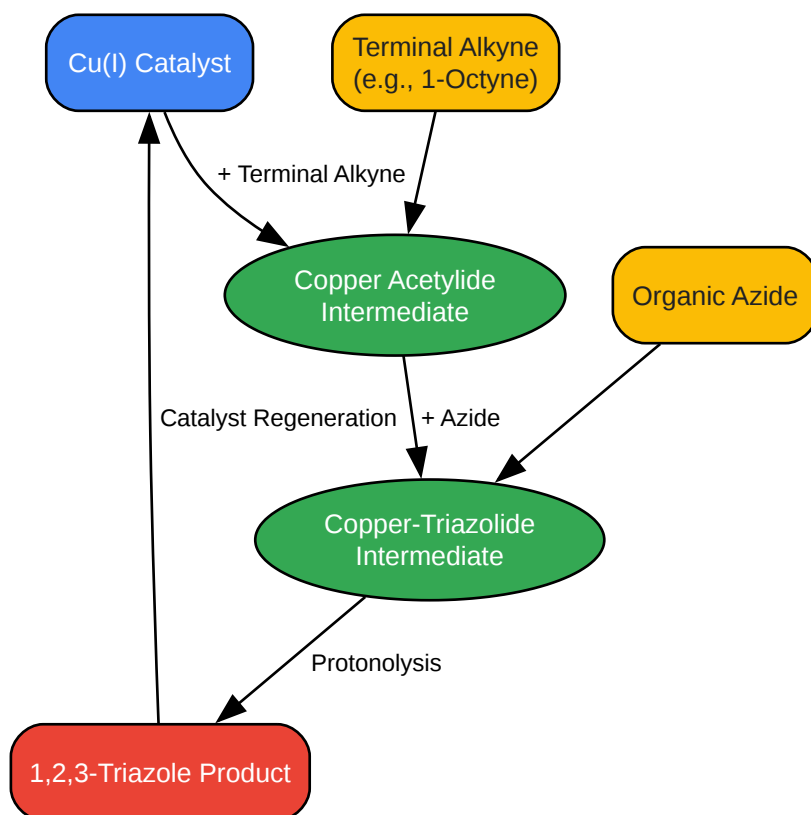 Cu(I) Catalyst
Terminal Alkyne
(e.g., 1-Octyne)
+ Terminal Alkyne
Copper Acetylide
Intermediate
Organic Azide
Catalyst Regeneration
+ Azide
Copper-Triazolide
Intermediate
Protonolysis
1,2,3-Triazole Product